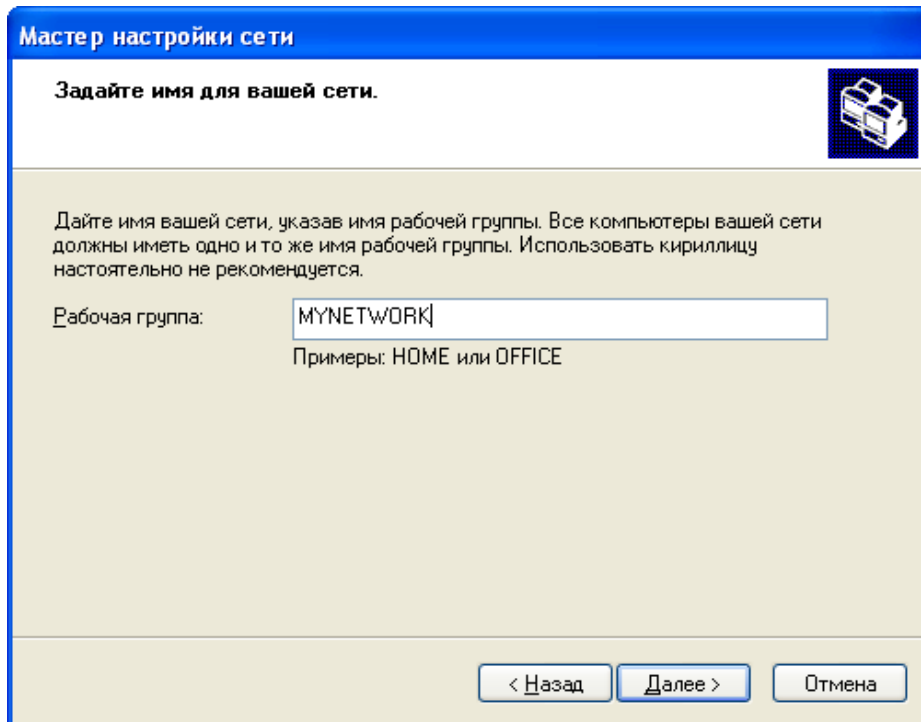 Мастер настройки сети
Задайте имя для вашей сети.
Дайте имя вашей сети, указав имя рабочей группы. Все компьютеры вашей сети
должны иметь одно и то же имя рабочей группы. Использовать кириллицу
настоятельно не рекомендуется.
Рабочая группа: MYNETWORK
Примеры: HOME или OFFICE
< Назад Далее > Отмена